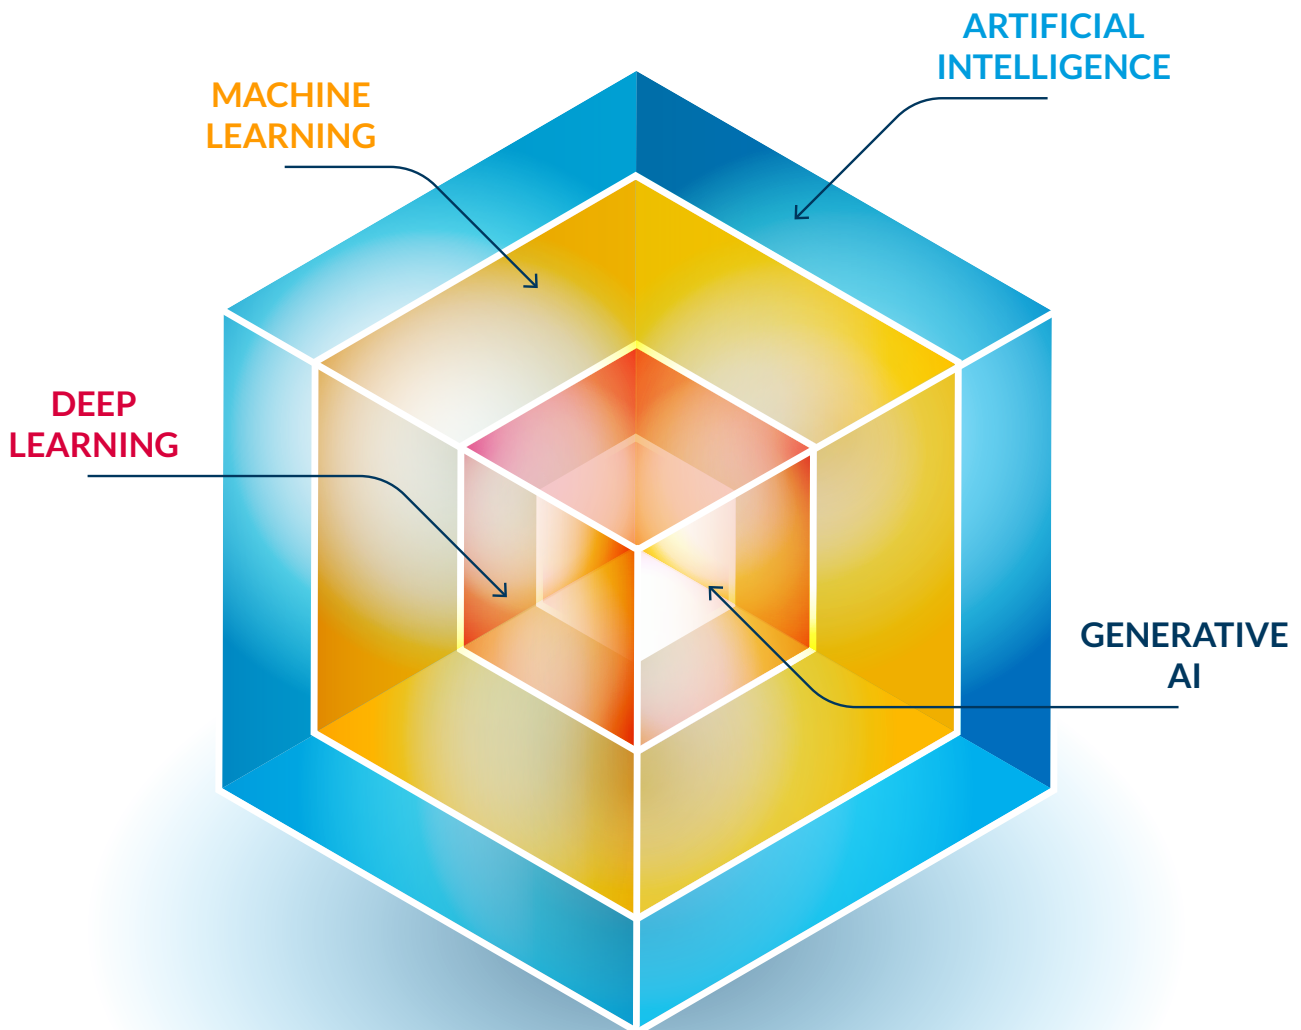 ARTIFICIAL
INTELLIGENCE
MACHINE
LEARNING
DEEP
LEARNING
GENERATIVE
AI